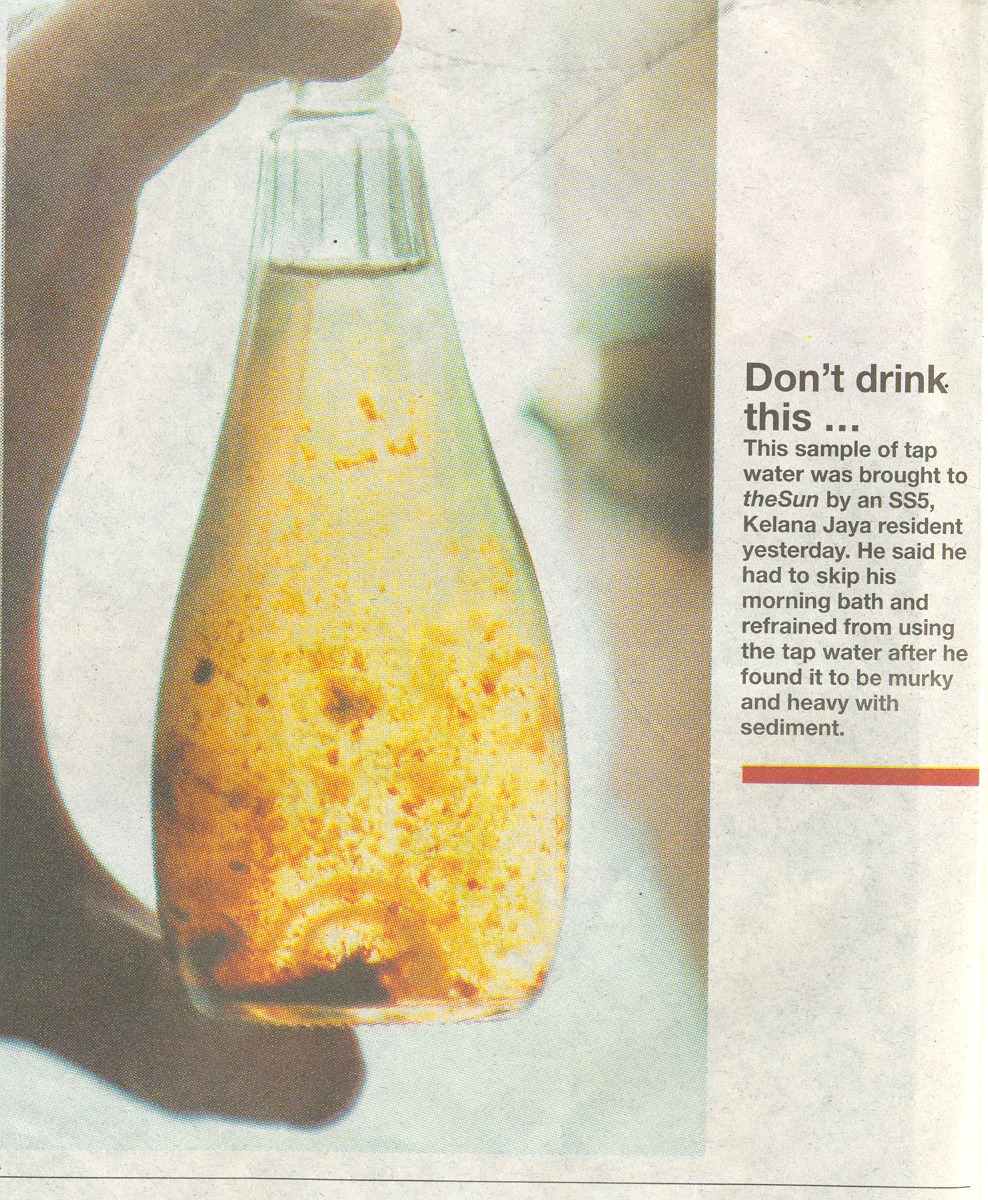 Don't drink
this ...
This sample of tap
water was brought to
theSun by an SS5,
Kelana Jaya resident
yesterday. He said he
had to skip his
morning bath and
refrained from using
the tap water after he
found it to be murky
and heavy with
sediment.